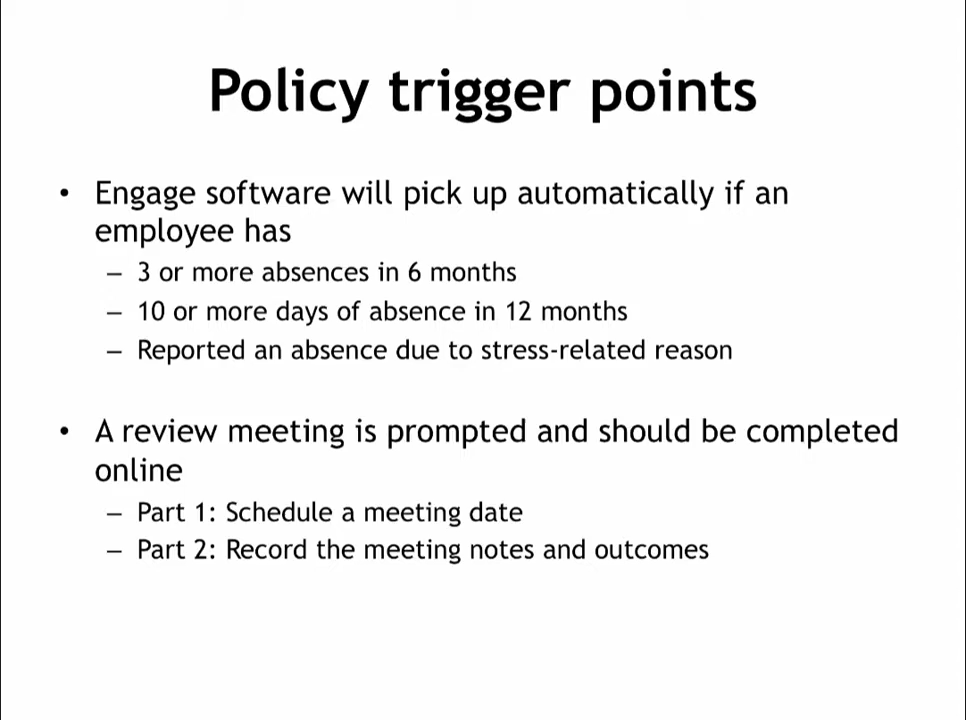 Policy trigger points
• Engage software will pick up automatically if an
employee has
– 3 or more absences in 6 months
– 10 or more days of absence in 12 months
– Reported an absence due to stress-related reason
• A review meeting is prompted and should be completed
online
– Part 1: Schedule a meeting date
– Part 2: Record the meeting notes and outcomes